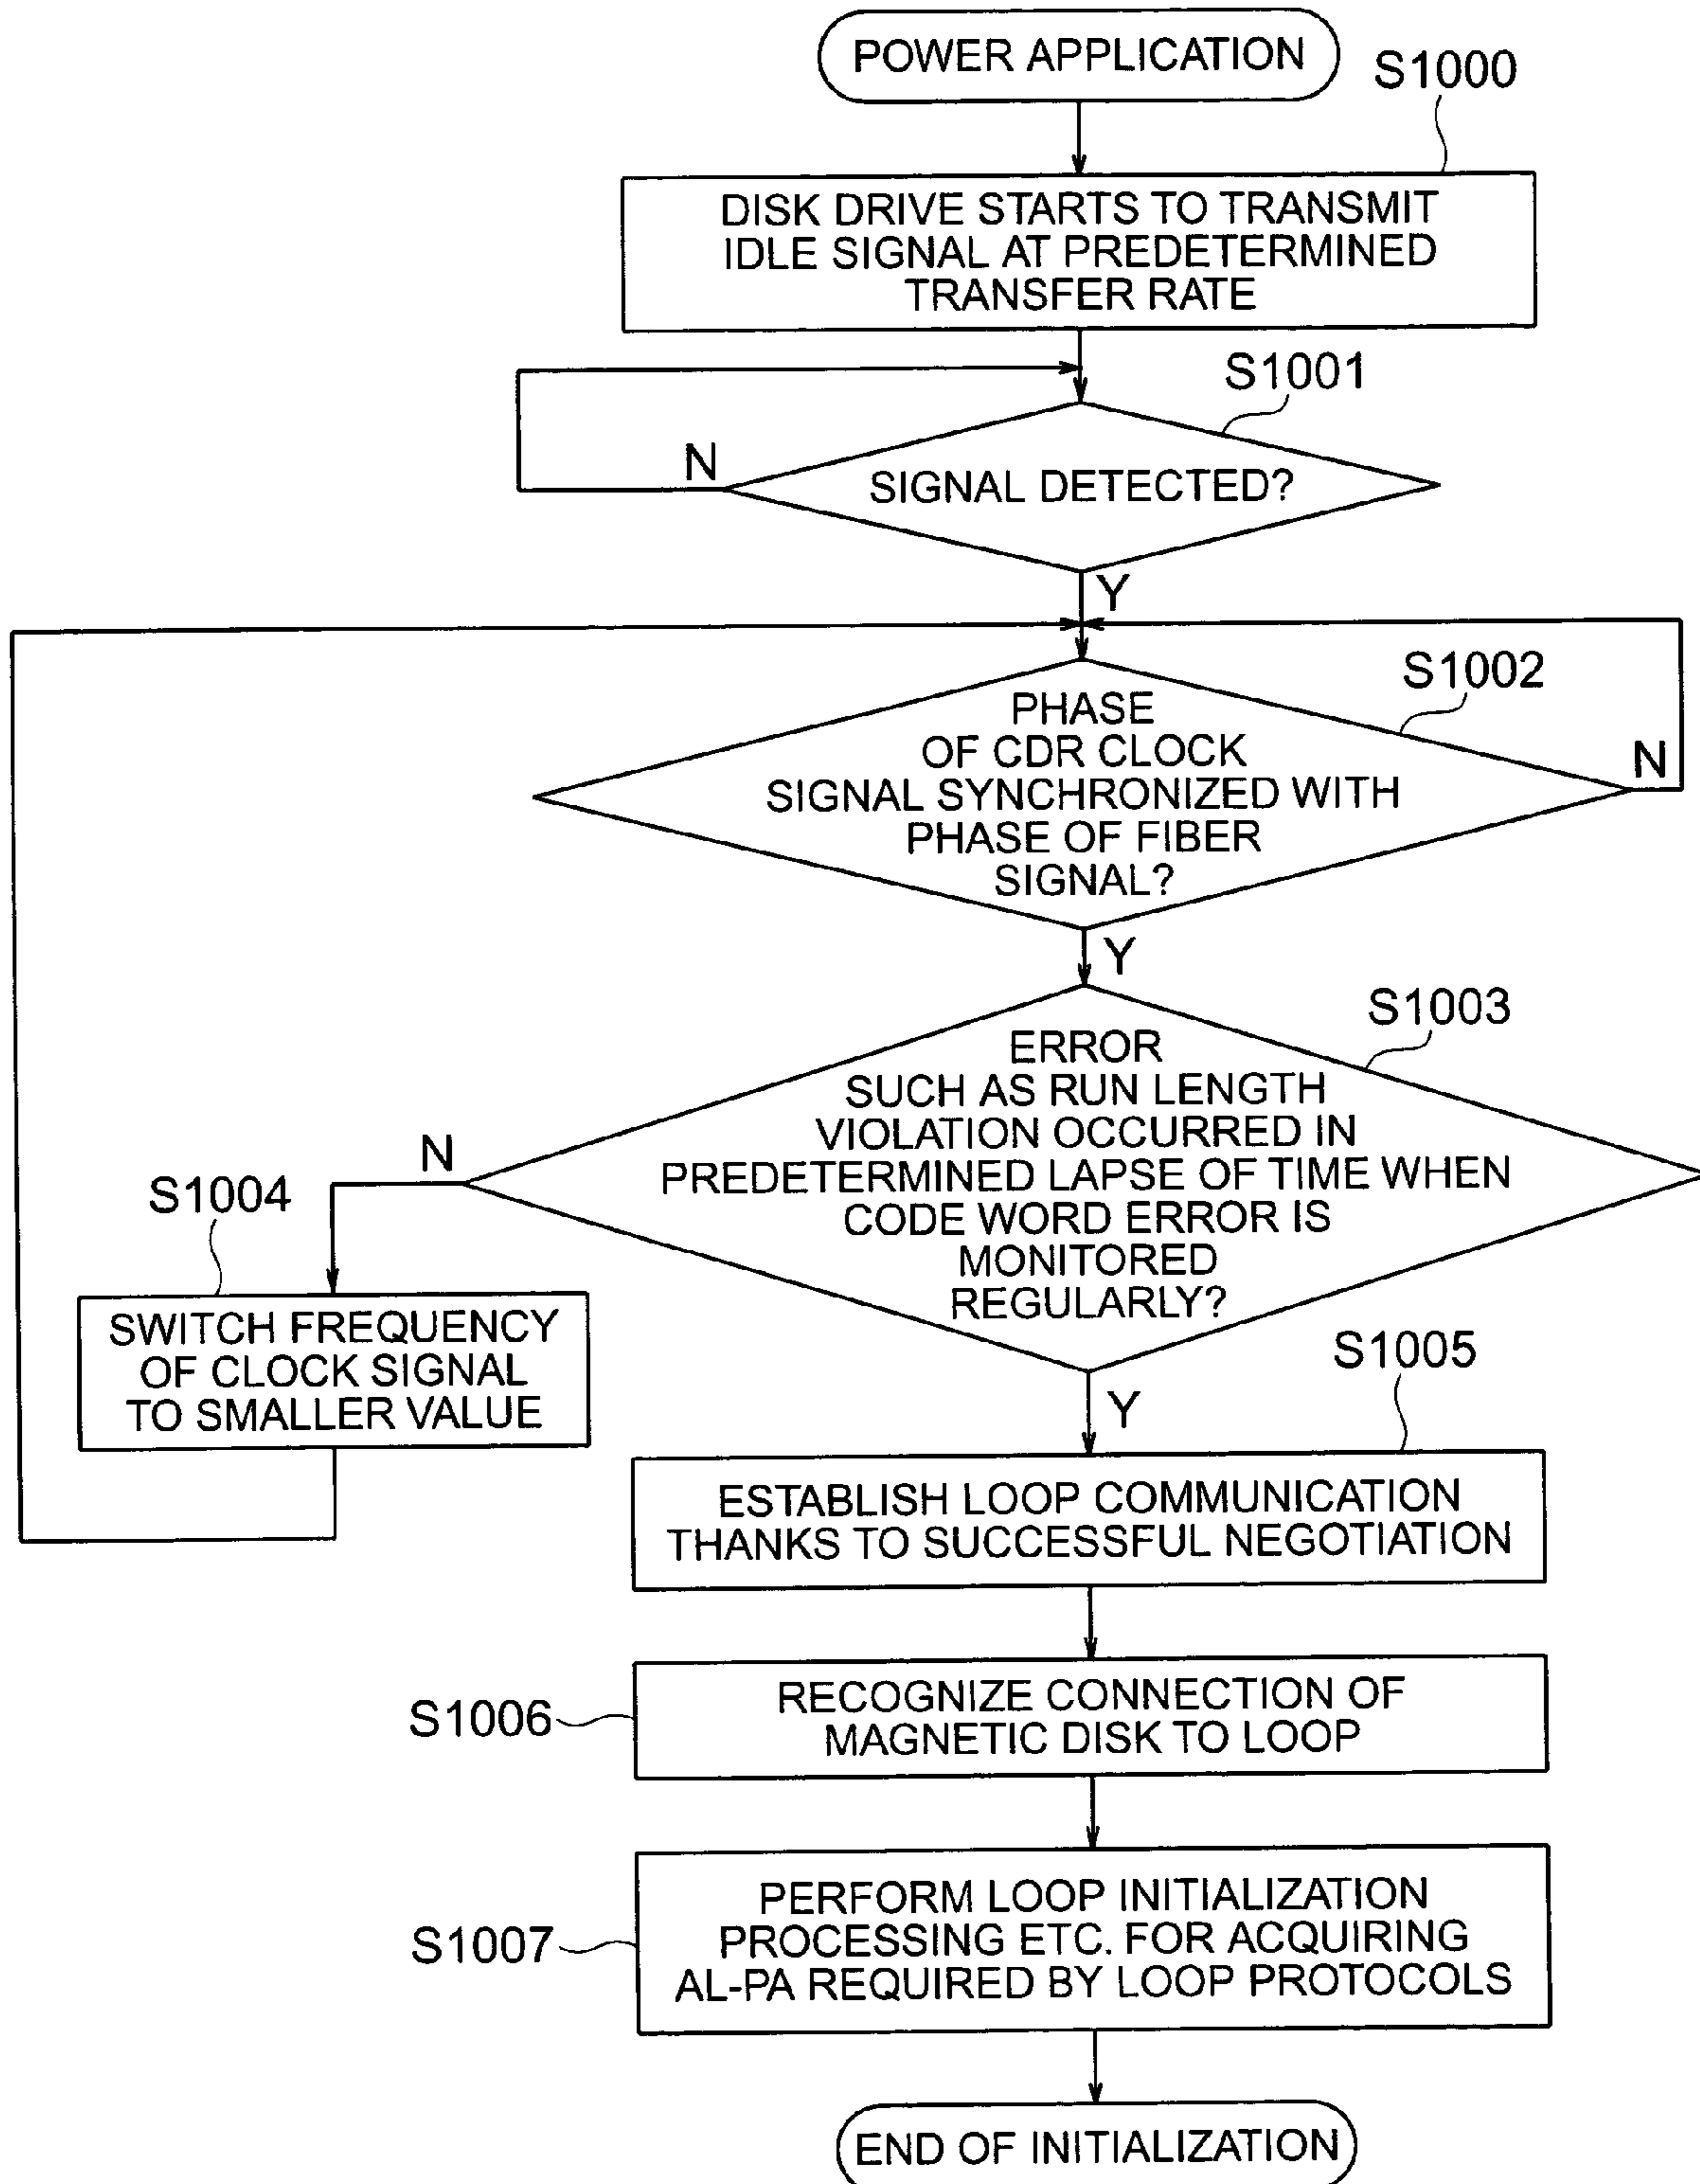 POWER APPLICATION
S1000
DISK DRIVE STARTS TO TRANSMIT
IDLE SIGNAL AT PREDETERMINED
TRANSFER RATE
S1001
N
SIGNAL DETECTED?
Y
S1002
PHASE
OF CDR CLOCK
SIGNAL SYNCHRONIZED WITH
PHASE OF FIBER
SIGNAL?
N
Y
S1003
ERROR
SUCH AS RUN LENGTH
VIOLATION OCCURRED IN
PREDETERMINED LAPSE OF TIME WHEN
CODE WORD ERROR IS
MONITORED
REGULARLY?
N
S1004
SWITCH FREQUENCY
OF CLOCK SIGNAL
TO SMALLER VALUE
Y
S1005
ESTABLISH LOOP COMMUNICATION
THANKS TO SUCCESSFUL NEGOTIATION
S1006
RECOGNIZE CONNECTION OF
MAGNETIC DISK TO LOOP
S1007
PERFORM LOOP INITIALIZATION
PROCESSING ETC. FOR ACQUIRING
AL-PA REQUIRED BY LOOP PROTOCOLS
END OF INITIALIZATION